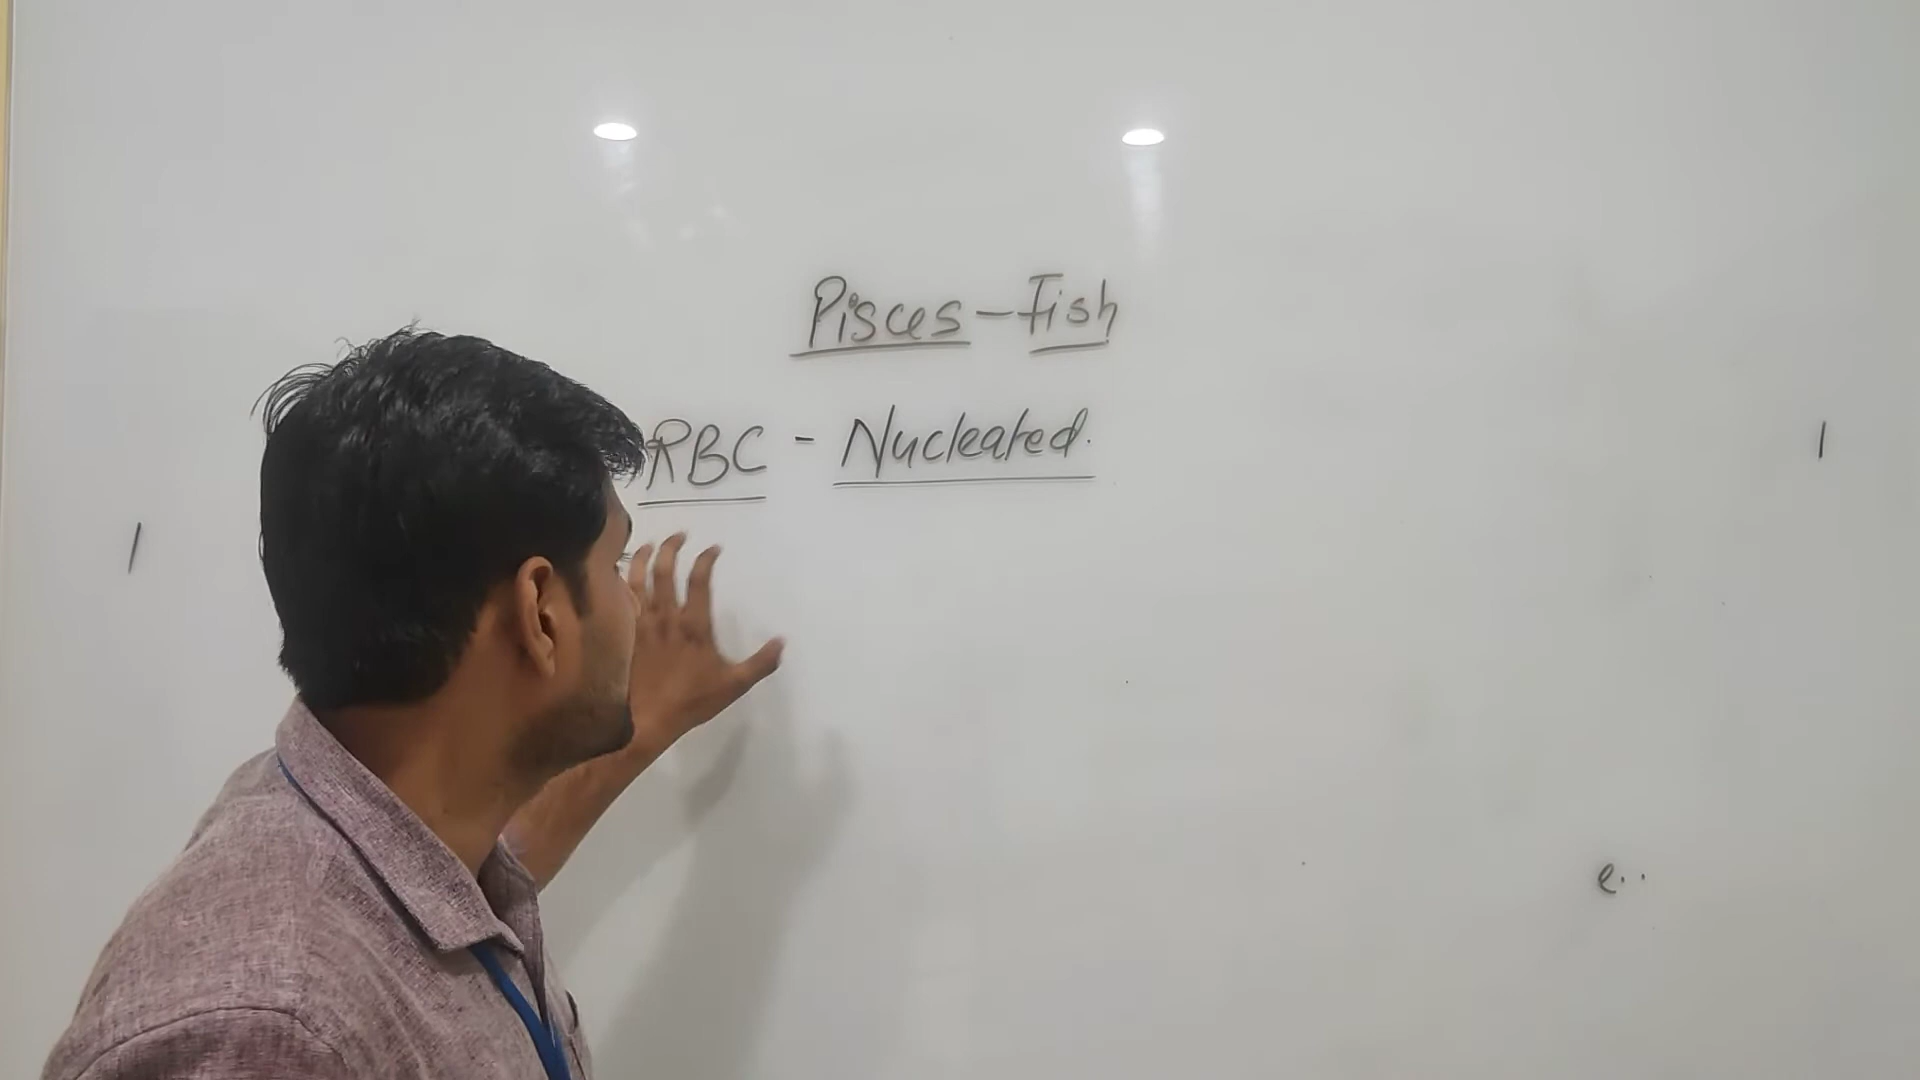 Pisces - Fish
RBC - Nucleated.
e..